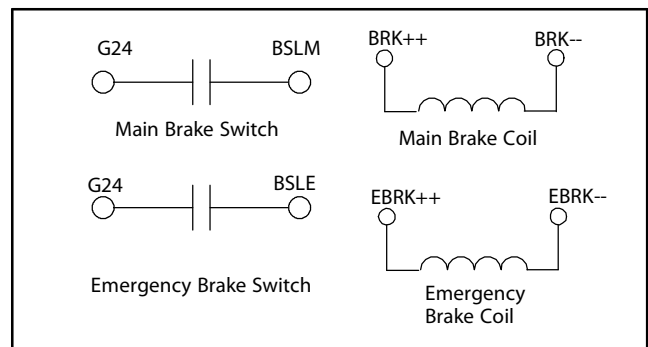 G24 BSLM
Main Brake Switch
BRK++ BRK--
Main Brake Coil
G24 BSLE
Emergency Brake Switch
EBRK++ EBRK--
Emergency
Brake Coil